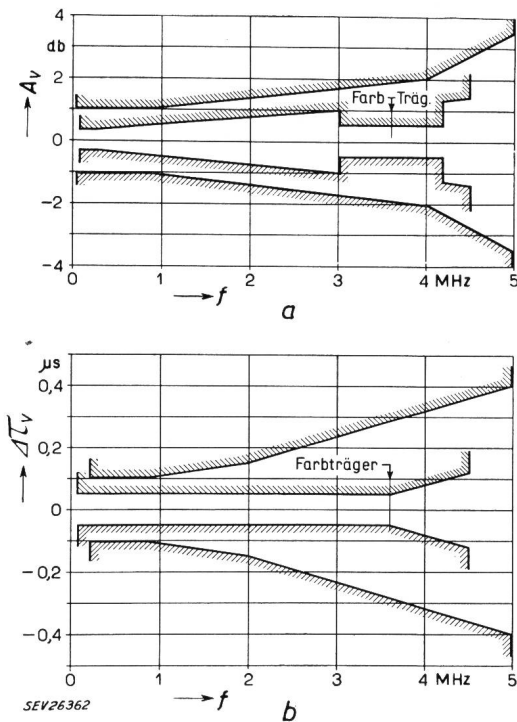 a
4
db
2
0
-2
-4
→ A_V
Farb-Träg.
0 1 2 3 4 MHz 5
→ f
a
µs
0,4
0,2
0
-0,2
-0,4
→ Δτ_V
Farbträger
0 1 2 3 4 MHz 5
→ f
b
SEV26362